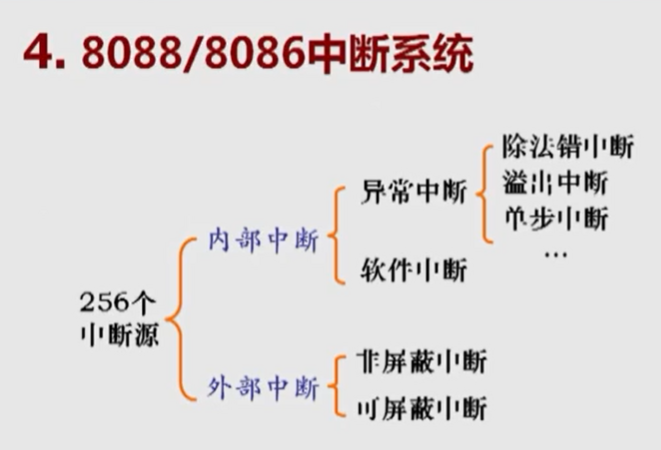 4. 8088/8086中断系统
除法错中断
溢出中断
异常中断
单步中断
内部中断
…
软件中断
256个
中断源
非屏蔽中断
外部中断
可屏蔽中断